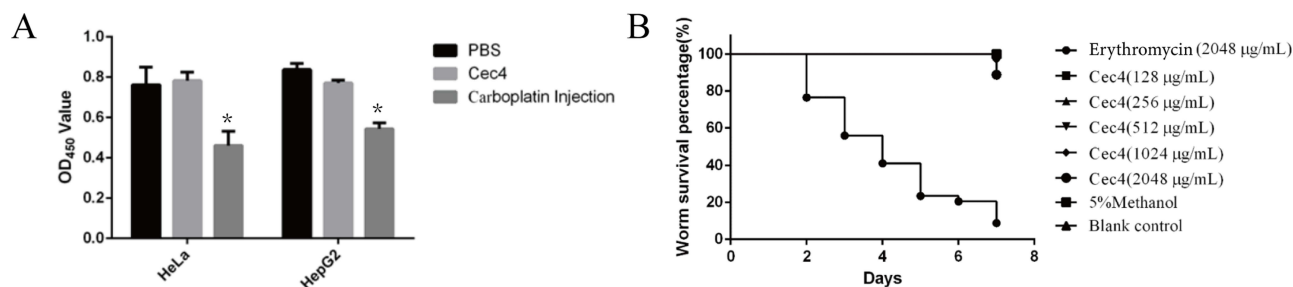 A
OD450 Value
1.0
0.8
0.6
0.4
0.2
0.0
*
*
HeLa
HepG2
PBS
Cec4
Carboplatin Injection
B
Worm survival percentage(%)
100
80
60
40
20
0
0
2
4
6
8
Days
Erythromycin (2048 μg/mL)
Cec4(128 μg/mL)
Cec4(256 μg/mL)
Cec4(512 μg/mL)
Cec4(1024 μg/mL)
Cec4(2048 μg/mL)
5%Methanol
Blank control